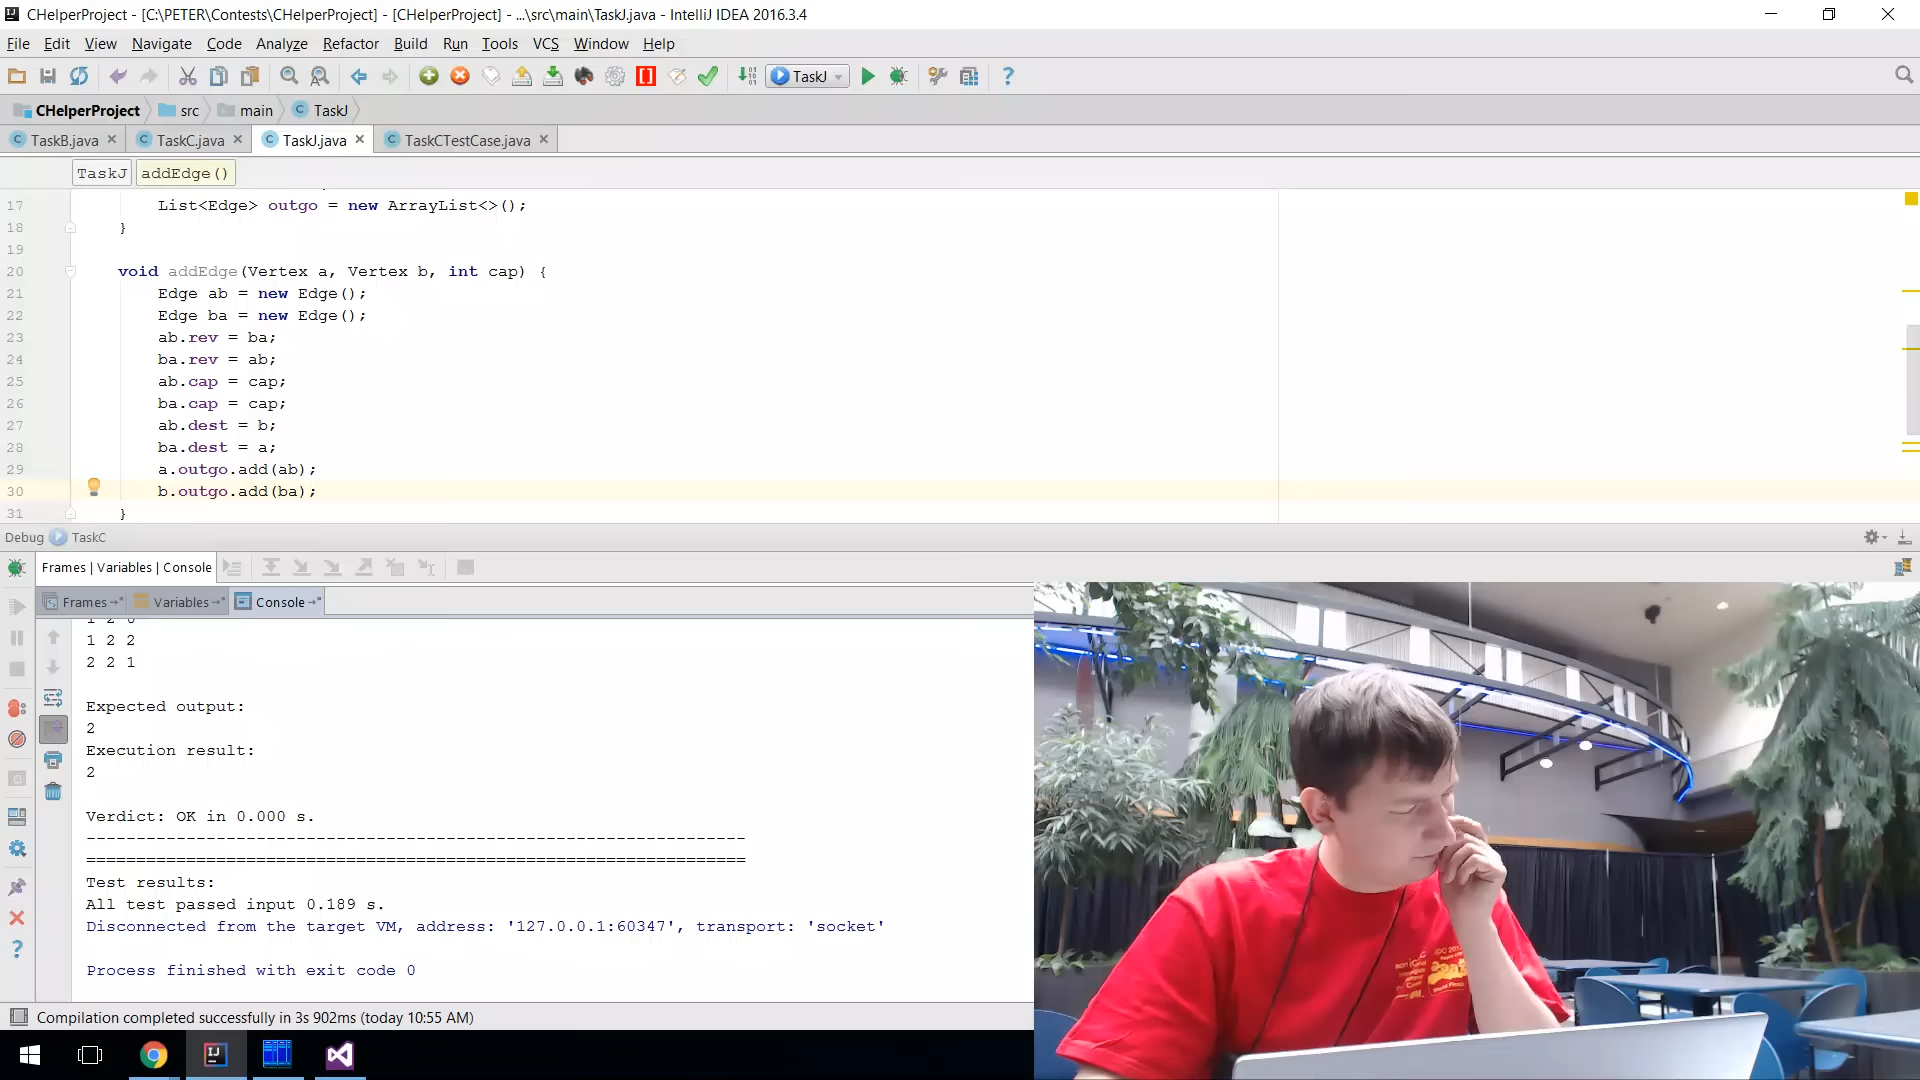 CHelperProject - [C:\PETER\Contests\CHelperProject] - [CHelperProject] - ...\src\main\TaskJ.java - IntelliJ IDEA 2016.3.4
File Edit View Navigate Code Analyze Refactor Build Run Tools VCS Window Help
TaskJ
CHelperProject src main TaskJ
TaskB.java TaskC.java TaskJ.java TaskCTestCase.java
TaskJ addEdge()
17 List<Edge> outgo = new ArrayList<>();
18 }
19
20 void addEdge(Vertex a, Vertex b, int cap) {
21 Edge ab = new Edge();
22 Edge ba = new Edge();
23 ab.rev = ba;
24 ba.rev = ab;
25 ab.cap = cap;
26 ba.cap = cap;
27 ab.dest = b;
28 ba.dest = a;
29 a.outgo.add(ab);
30 b.outgo.add(ba);
31 }
Debug TaskC
Frames | Variables | Console
Frames Variables Console
1 2 2
2 2 1
Expected output:
2
Execution result:
2
Verdict: OK in 0.000 s.
------------------------------------------------------------------
==================================================================
Test results:
All test passed input 0.189 s.
Disconnected from the target VM, address: '127.0.0.1:60347', transport: 'socket'
Process finished with exit code 0
Compilation completed successfully in 3s 902ms (today 10:55 AM)